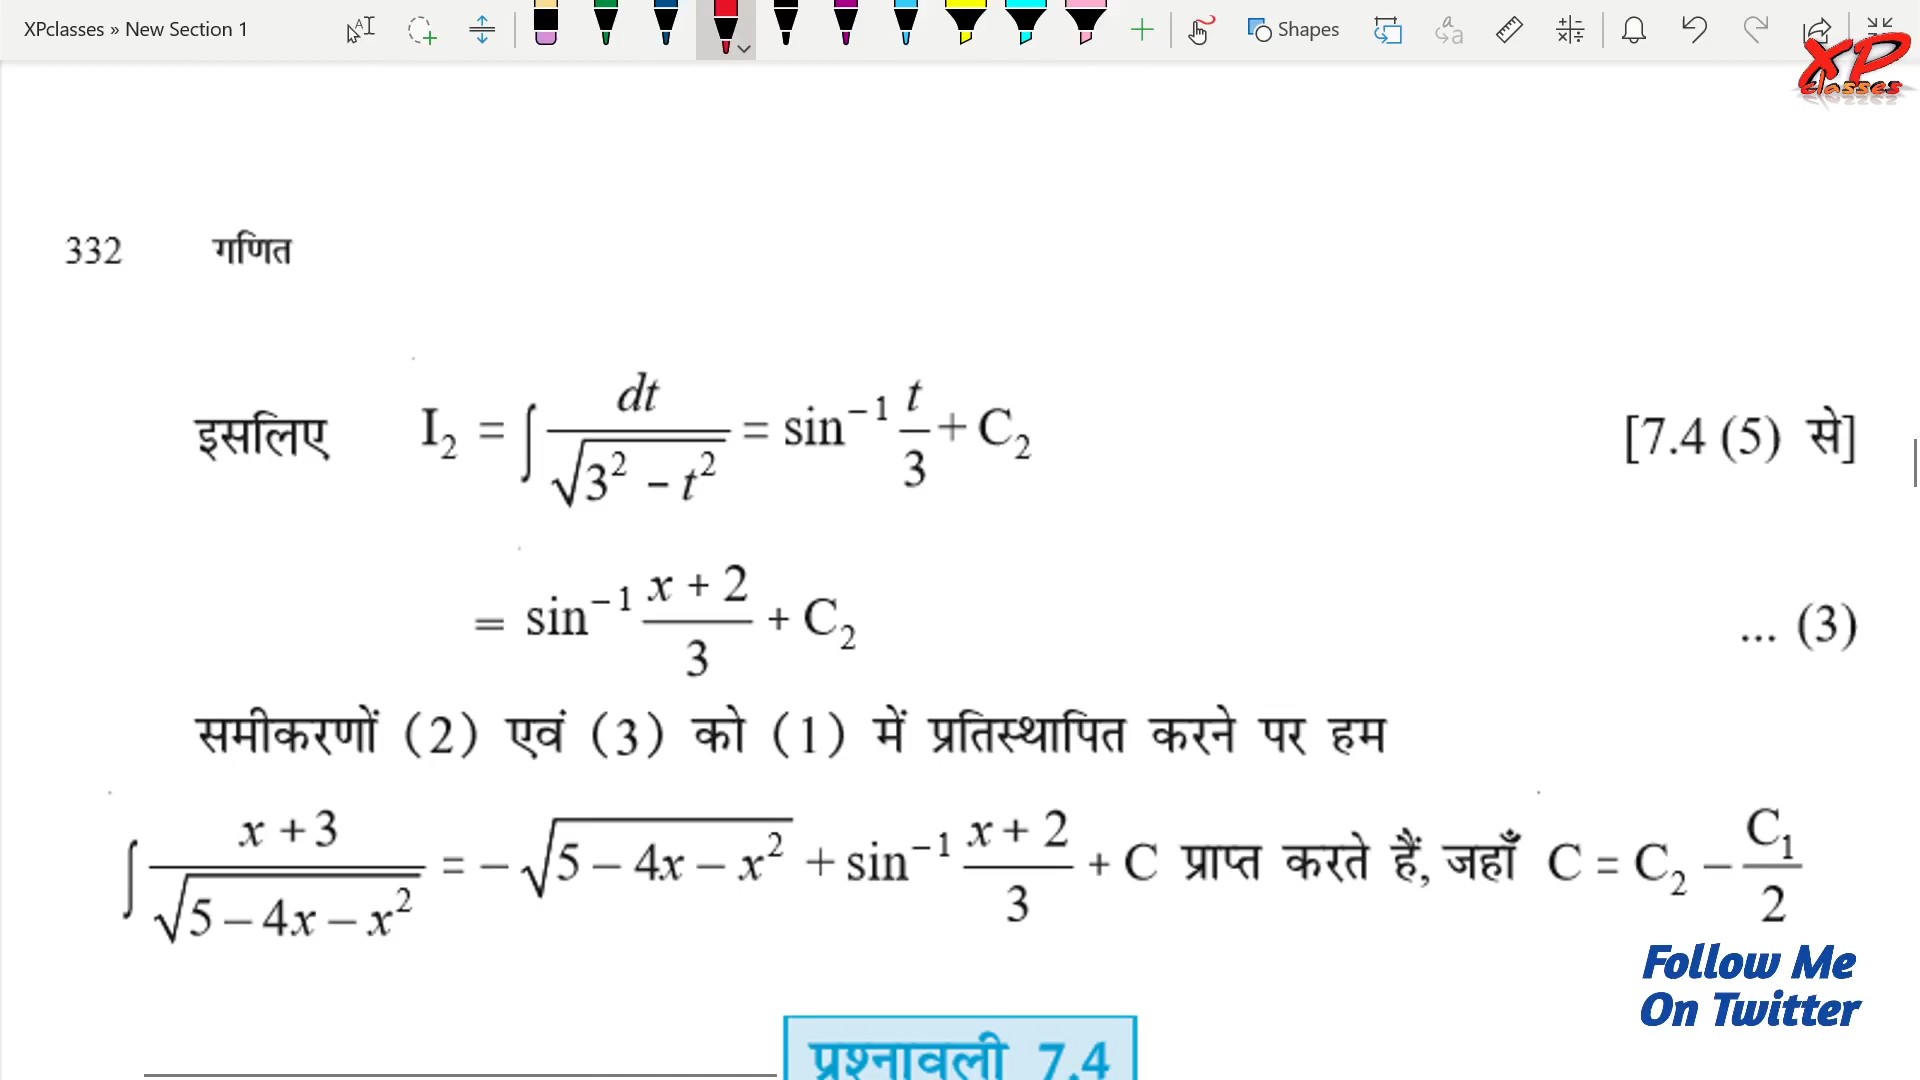 XPclasses » New Section 1
Shapes
XP
classes
332 गणित
इसलिए I₂ = ∫ dt/√(3² − t²) = sin⁻¹ t/3 + C₂ [7.4 (5) से]
= sin⁻¹ (x + 2)/3 + C₂ ... (3)
समीकरणों (2) एवं (3) को (1) में प्रतिस्थापित करने पर हम
∫ (x + 3)/√(5 − 4x − x²) = − √(5 − 4x − x²) + sin⁻¹ (x + 2)/3 + C प्राप्त करते हैं, जहाँ C = C₂ − C₁/2
Follow Me
On Twitter
प्रश्नावली 7.4